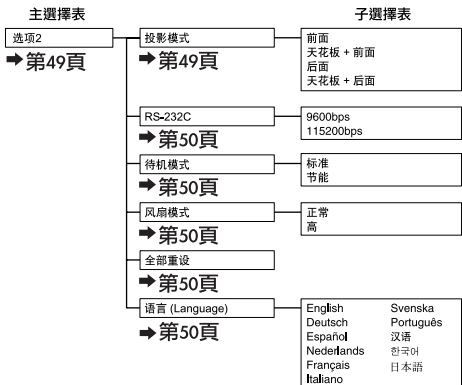 主選擇表
子選擇表
选项2
➡第49頁
投影模式
➡第49頁
前面
天花板 + 前面
后面
天花板 + 后面
RS-232C
➡第50頁
9600bps
115200bps
待机模式
➡第50頁
标准
节能
风扇模式
➡第50頁
正常
高
全部重设
➡第50頁
语言 (Language)
➡第50頁
English
Deutsch
Español
Nederlands
Français
Italiano
Svenska
Português
汉语
한국어
日本語